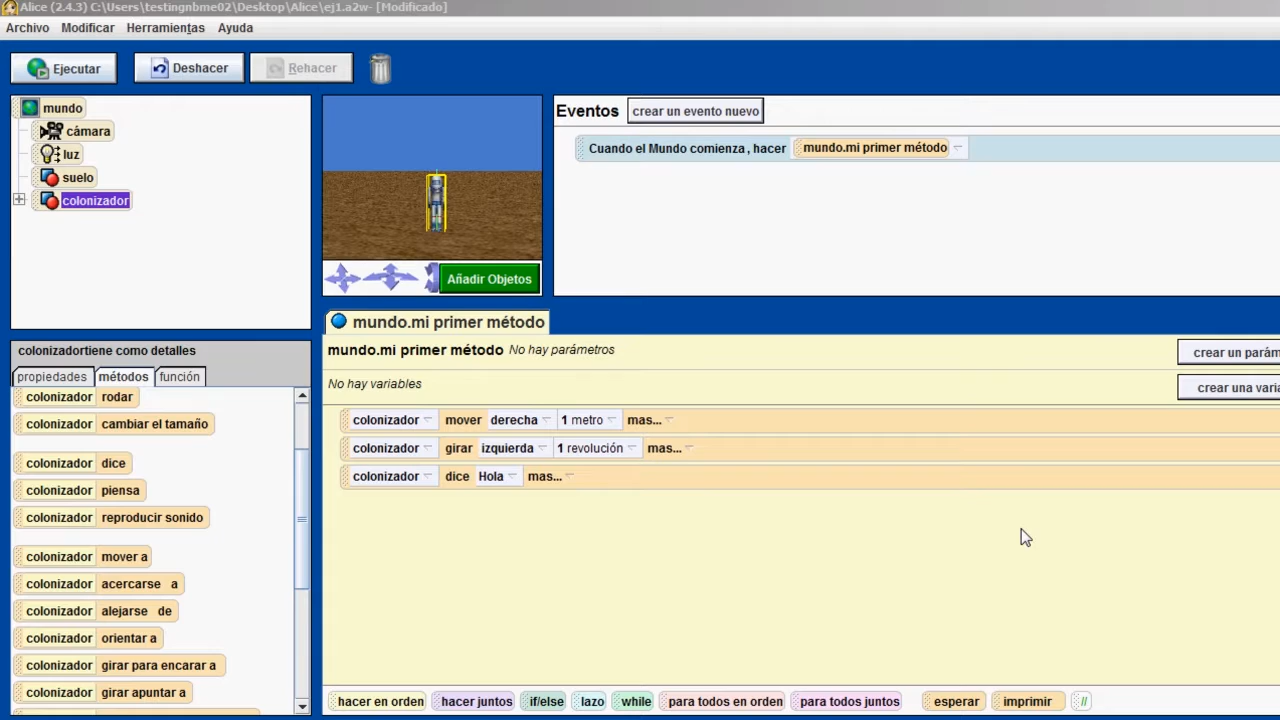 Alice (2.4.3) C:\Users\testingnbme02\Desktop\Alice\ej1.a2w- [Modificado]
Archivo Modificar Herramientas Ayuda
Ejecutar Deshacer Rehacer
mundo
cámara
luz
suelo
colonizador
Añadir Objetos
Eventos crear un evento nuevo
Cuando el Mundo comienza , hacer mundo.mi primer método
colonizadortiene como detalles
propiedades métodos función
colonizador rodar
colonizador cambiar el tamaño
colonizador dice
colonizador piensa
colonizador reproducir sonido
colonizador mover a
colonizador acercarse a
colonizador alejarse de
colonizador orientar a
colonizador girar para encarar a
colonizador girar apuntar a
mundo.mi primer método
mundo.mi primer método No hay parámetros
crear un parám
No hay variables
crear una varia
colonizador mover derecha 1 metro mas...
colonizador girar izquierda 1 revolución mas...
colonizador dice Hola mas...
hacer en orden hacer juntos if/else lazo while para todos en orden para todos juntos esperar imprimir //